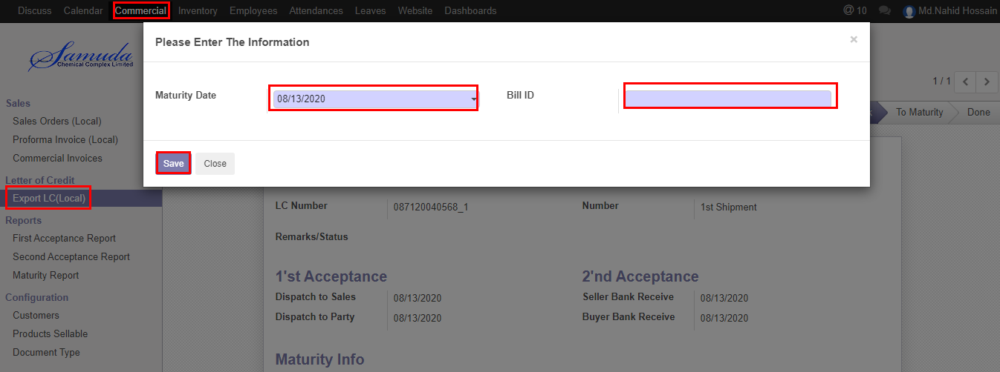 Discuss Calendar Commercial Inventory Employees Attendances Leaves Website Dashboards @ 10 Md.Nahid Hossain
Please Enter The Information ×
Samuda
Chemical Complex Limited
1 / 1
Maturity Date 08/13/2020 Bill ID
Sales
To Maturity Done
Sales Orders (Local)
Proforma Invoice (Local)
Commercial Invoices
Save Close
Letter of Credit
Export LC(Local)
LC Number 087120040568_1 Number 1st Shipment
Reports
First Acceptance Report
Remarks/Status
Second Acceptance Report
Maturity Report
1'st Acceptance 2'nd Acceptance
Configuration
Dispatch to Sales 08/13/2020 Seller Bank Receive 08/13/2020
Customers
Dispatch to Party 08/13/2020 Buyer Bank Receive 08/13/2020
Products Sellable
Document Type
Maturity Info